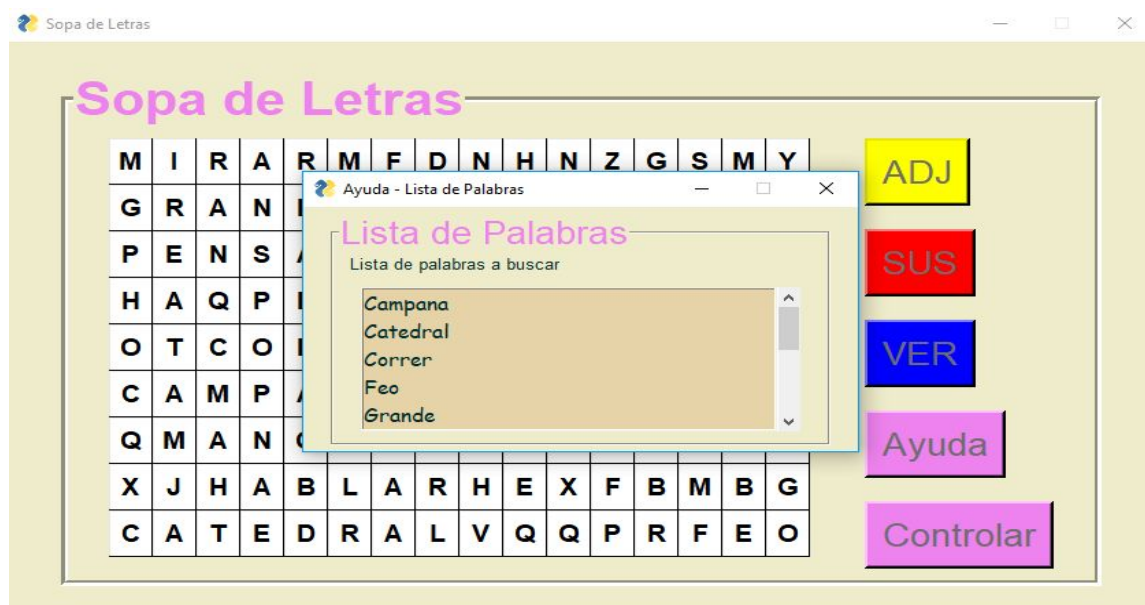 Sopa de Letras
Sopa de Letras
M I R A R M F D N H N Z G S M Y
ADJ
Ayuda - Lista de Palabras
G R A N
Lista de Palabras
P E N S
Lista de palabras a buscar
SUS
H A Q P
Campana
Catedral
O T C O
Correr
VER
Feo
C A M P
Grande
Q M A N
Ayuda
X J H A B L A R H E X F B M B G
C A T E D R A L V Q Q P R F E O
Controlar